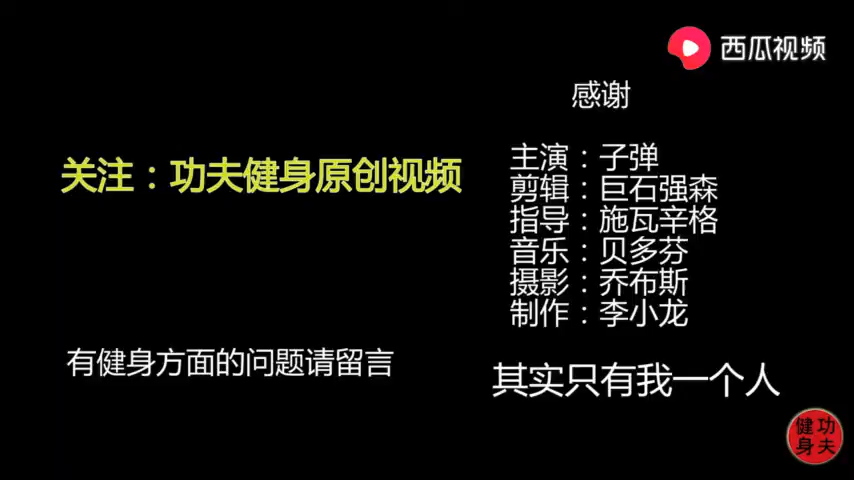 西瓜视频
感谢
关注：功夫健身原创视频
主演：子弹
剪辑：巨石强森
指导：施瓦辛格
音乐：贝多芬
摄影：乔布斯
制作：李小龙
有健身方面的问题请留言
其实只有我一个人
功夫
健身